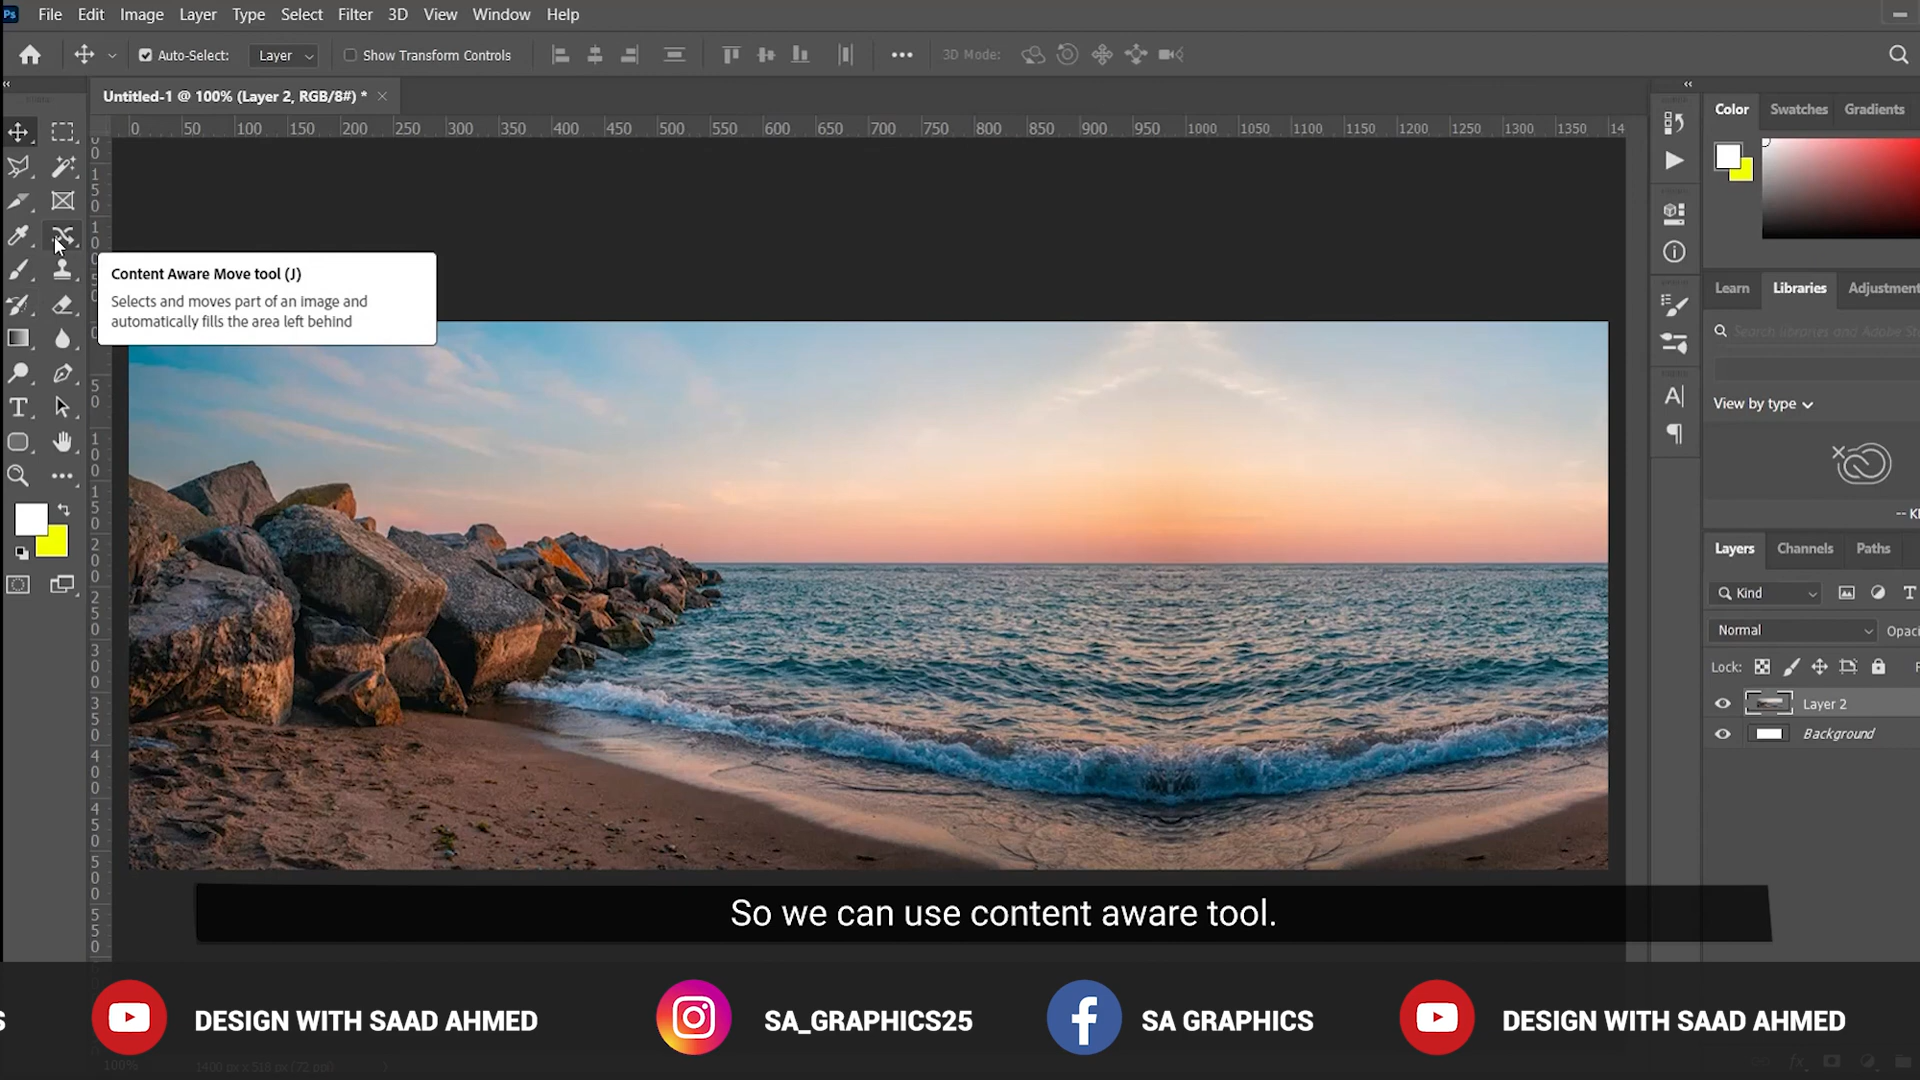 Ps File Edit Image Layer Type Select Filter 3D View Window Help
Auto-Select: Layer Show Transform Controls 3D Mode:
Untitled-1 @ 100% (Layer 2, RGB/8#) *
0 50 100 150 200 250 300 350 400 450 500 550 600 650 700 750 800 850 900 950 1000 1050 1100 1150 1200 1250 1300 1350 14
Content Aware Move tool (J)
Selects and moves part of an image and
automatically fills the area left behind
Color Swatches Gradients
Learn Libraries Adjustment
Search libraries and Adobe St
View by type
-- KI
Layers Channels Paths
Kind
Normal Opaci
Lock: F
Layer 2
Background
So we can use content aware tool.
S DESIGN WITH SAAD AHMED SA_GRAPHICS25 SA GRAPHICS DESIGN WITH SAAD AHMED
100% 1400 px x 518 px (72 ppi)